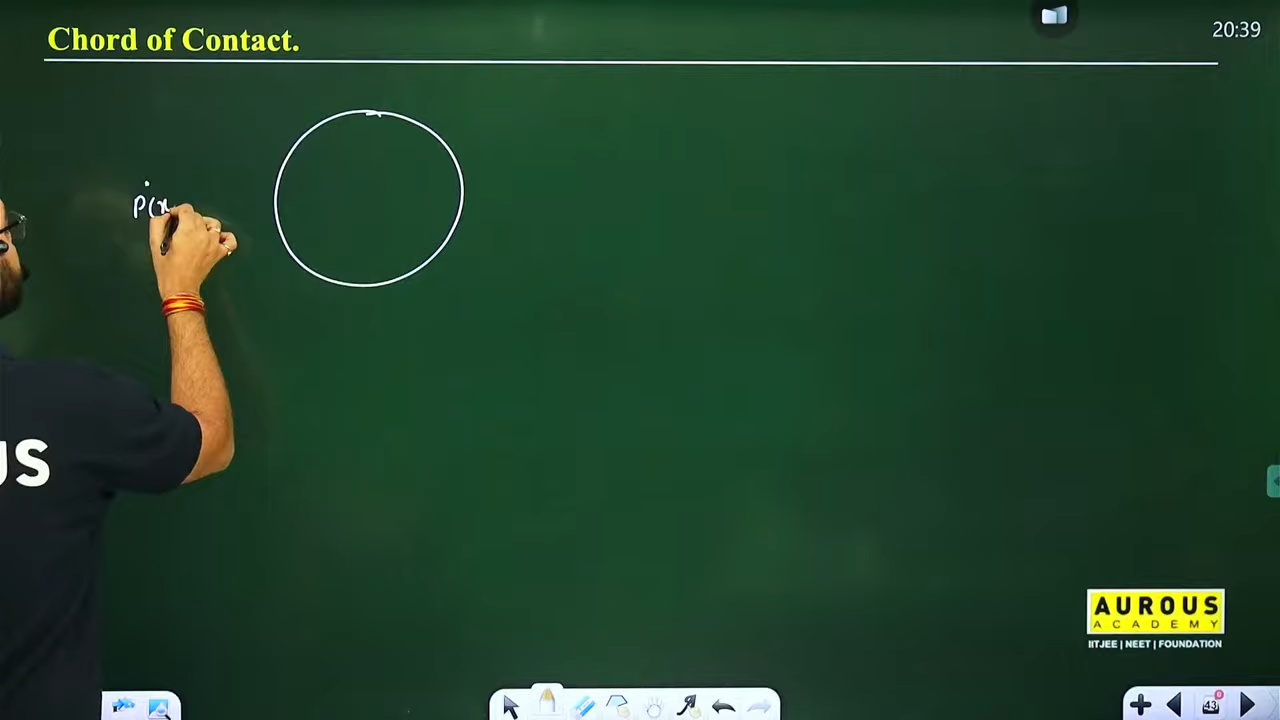 Chord of Contact.
20:39
P(x
US
AUROUS
ACADEMY
IITJEE | NEET | FOUNDATION
43